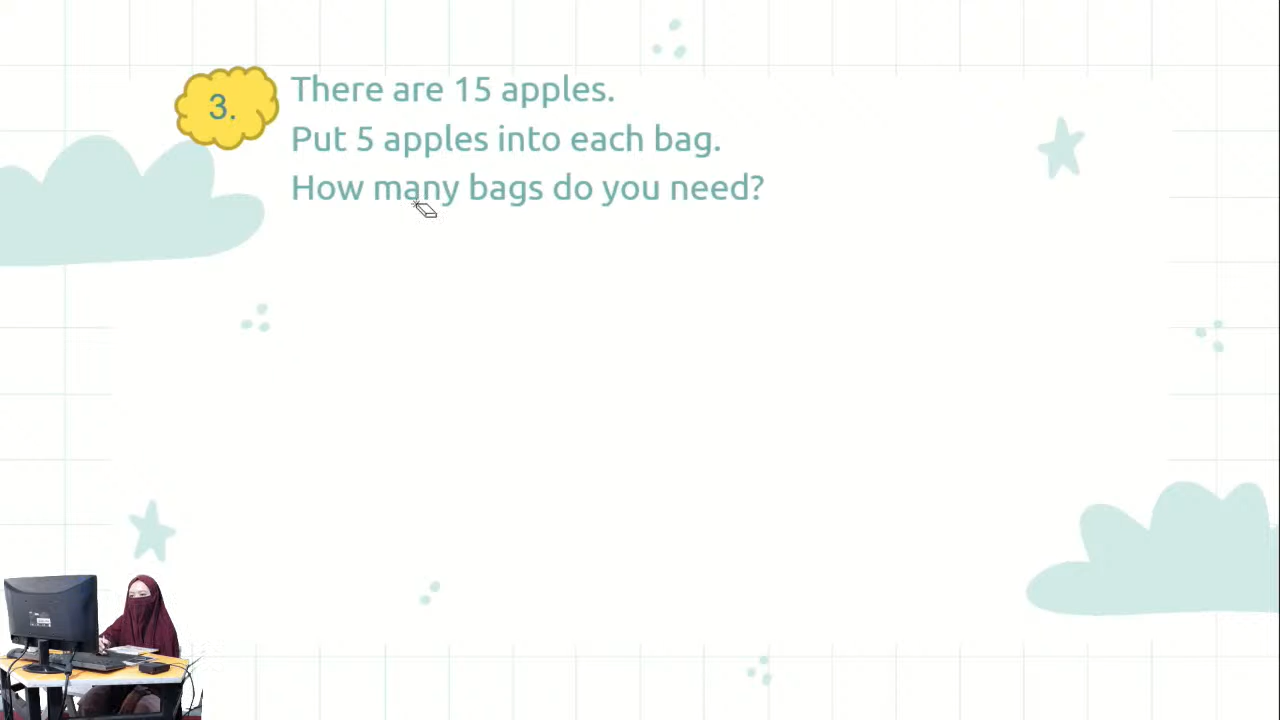 3.
There are 15 apples.
Put 5 apples into each bag.
How many bags do you need?